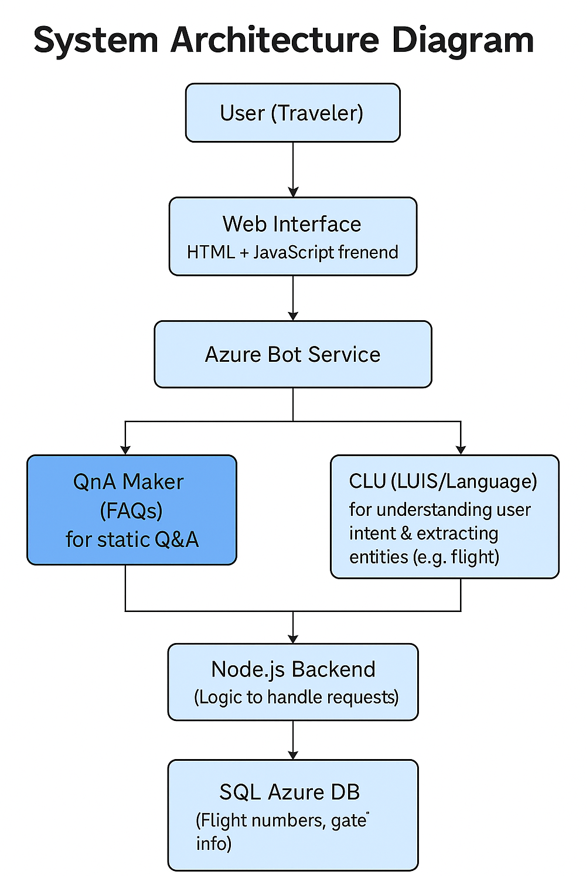 System Architecture Diagram
User (Traveler)
Web Interface
HTML + JavaScript frenend
Azure Bot Service
QnA Maker
(FAQs)
for static Q&A
CLU (LUIS/Language)
for understanding user
intent & extracting
entities (e.g. flight)
Node.js Backend
(Logic to handle requests)
SQL Azure DB
(Flight numbers, gate¨
info)